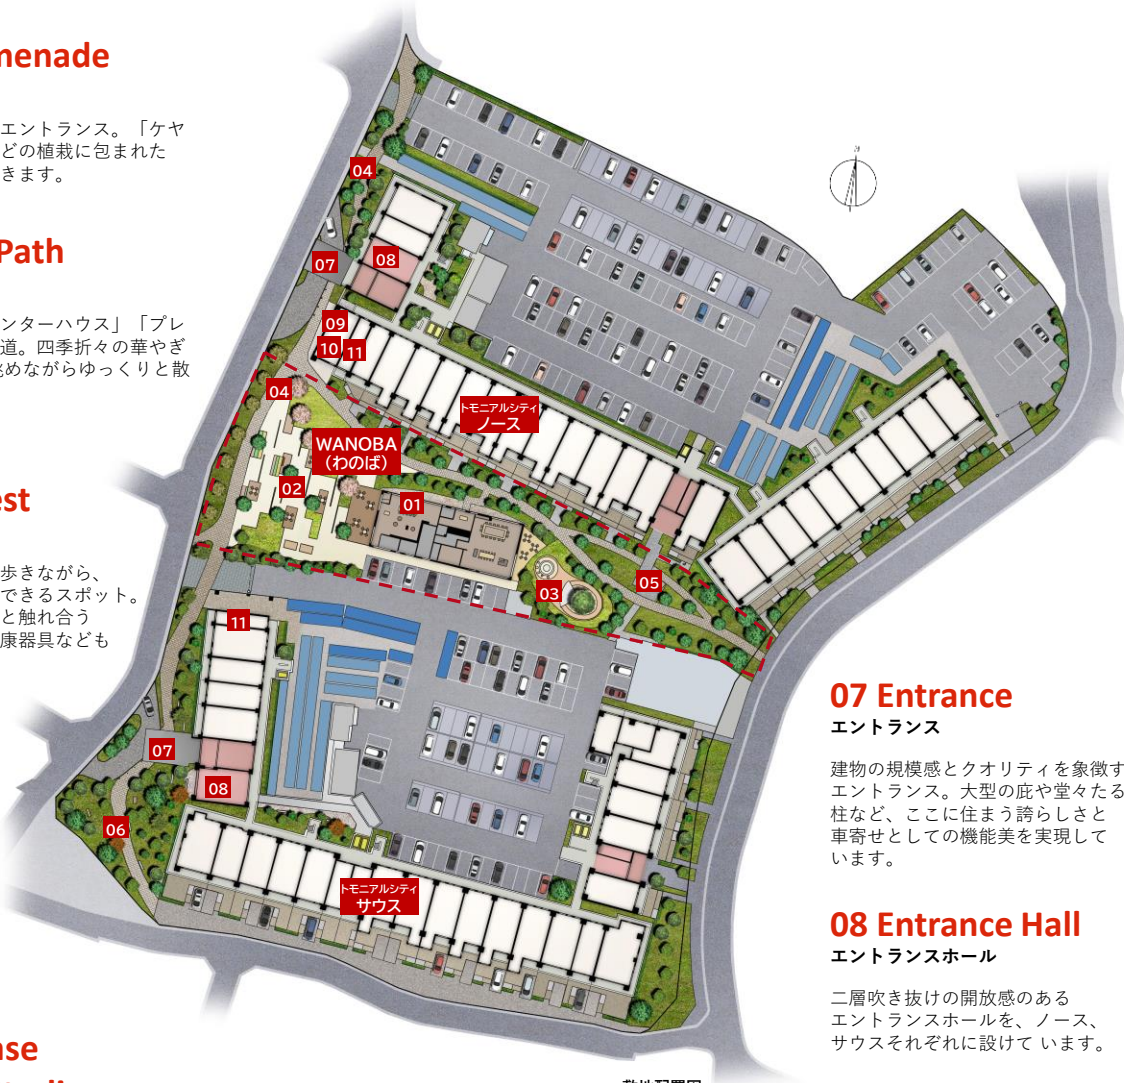 menade
エントランス。「ケヤ
どの植栽に包まれた
きます。
Path
ンターハウス」「プレ
道。四季折々の華やぎ
眺めながらゆっくりと散
est
歩きながら、
できるスポット。
と触れ合う
康器具なども
04
08
07
09
10
11
04
トモニアルシティ
ノース
WANOBA
(わのば)
02
01
03
05
11
07
08
06
トモニアルシティ
サウス
07 Entrance
エントランス
建物の規模感とクオリティを象徴す
エントランス。大型の庇や堂々たる
柱など、ここに住まう誇らしさと
車寄せとしての機能美を実現して
います。
08 Entrance Hall
エントランスホール
二層吹き抜けの開放感のある
エントランスホールを、ノース、
サウスそれぞれに設けて います。